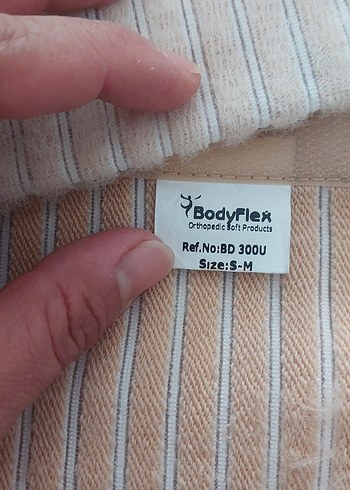 BodyFlex
Orthopedic Soft Products
Ref.No:BD 300U
Size:S-M